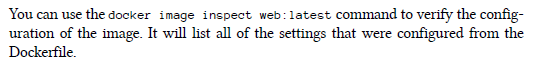 You can use the docker image inspect web:latest command to verify the config-
uration of the image. It will list all of the settings that were configured from the
Dockerfile.